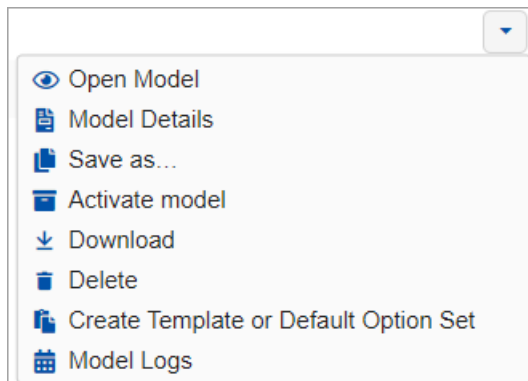 Open Model
Model Details
Save as...
Activate model
Download
Delete
Create Template or Default Option Set
Model Logs